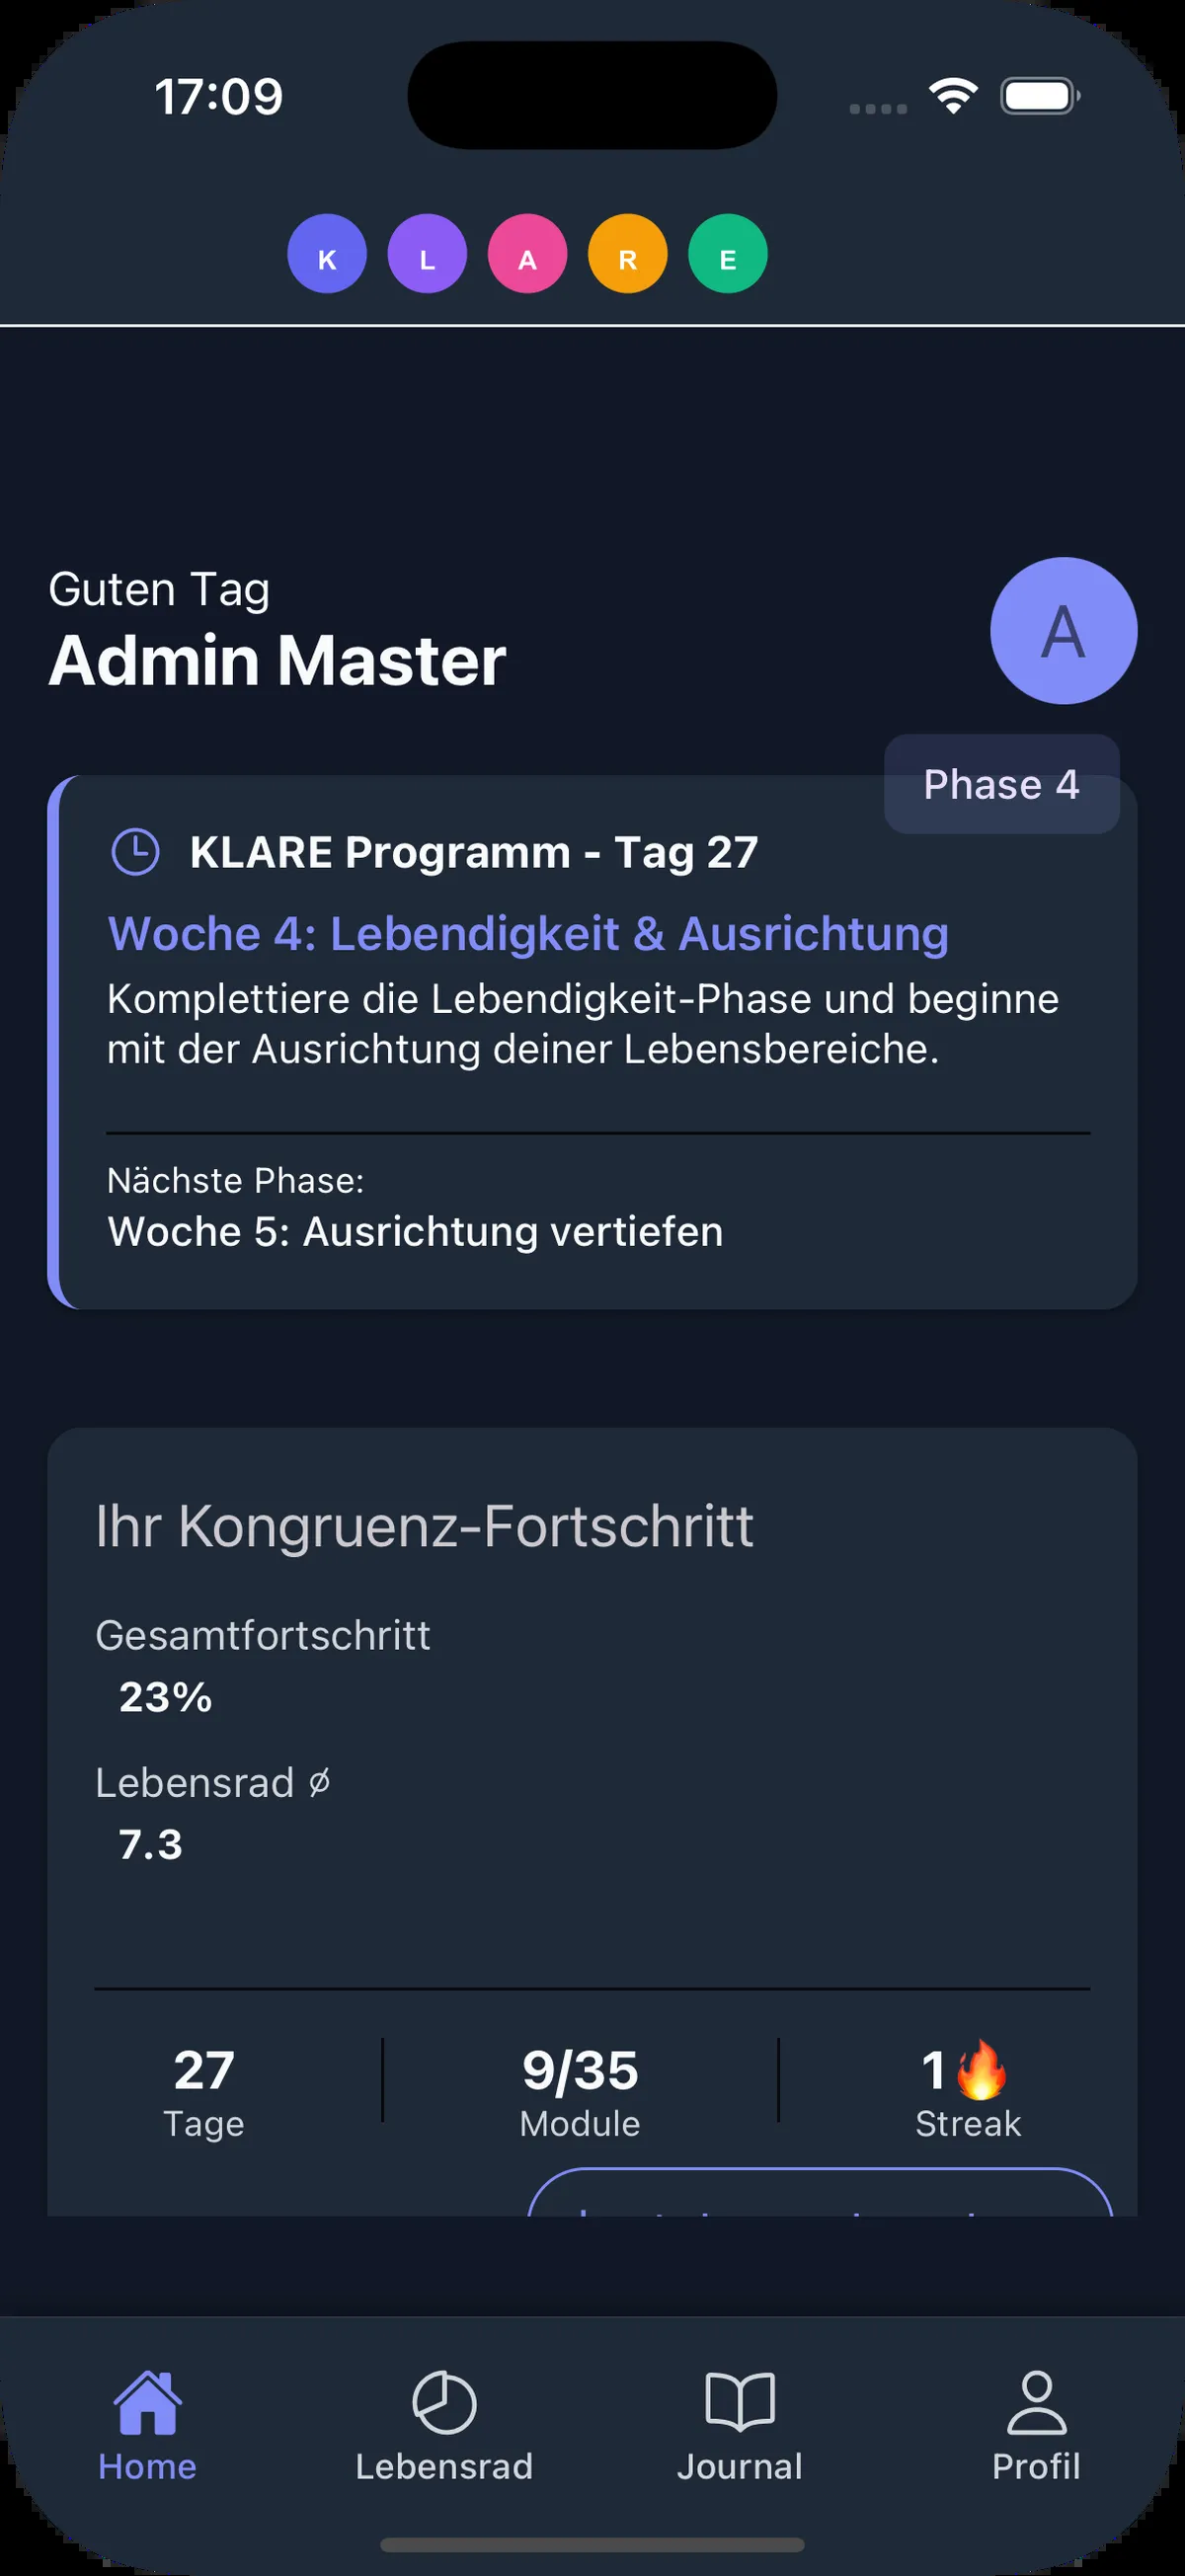 17:09
K L A R E
Guten Tag
Admin Master
A
Phase 4
KLARE Programm - Tag 27
Woche 4: Lebendigkeit & Ausrichtung
Komplettiere die Lebendigkeit-Phase und beginne
mit der Ausrichtung deiner Lebensbereiche.
Nächste Phase:
Woche 5: Ausrichtung vertiefen
Ihr Kongruenz-Fortschritt
Gesamtfortschritt
23%
Lebensrad ∅
7.3
27 9/35 1🔥
Tage Module Streak
Home Lebensrad Journal Profil